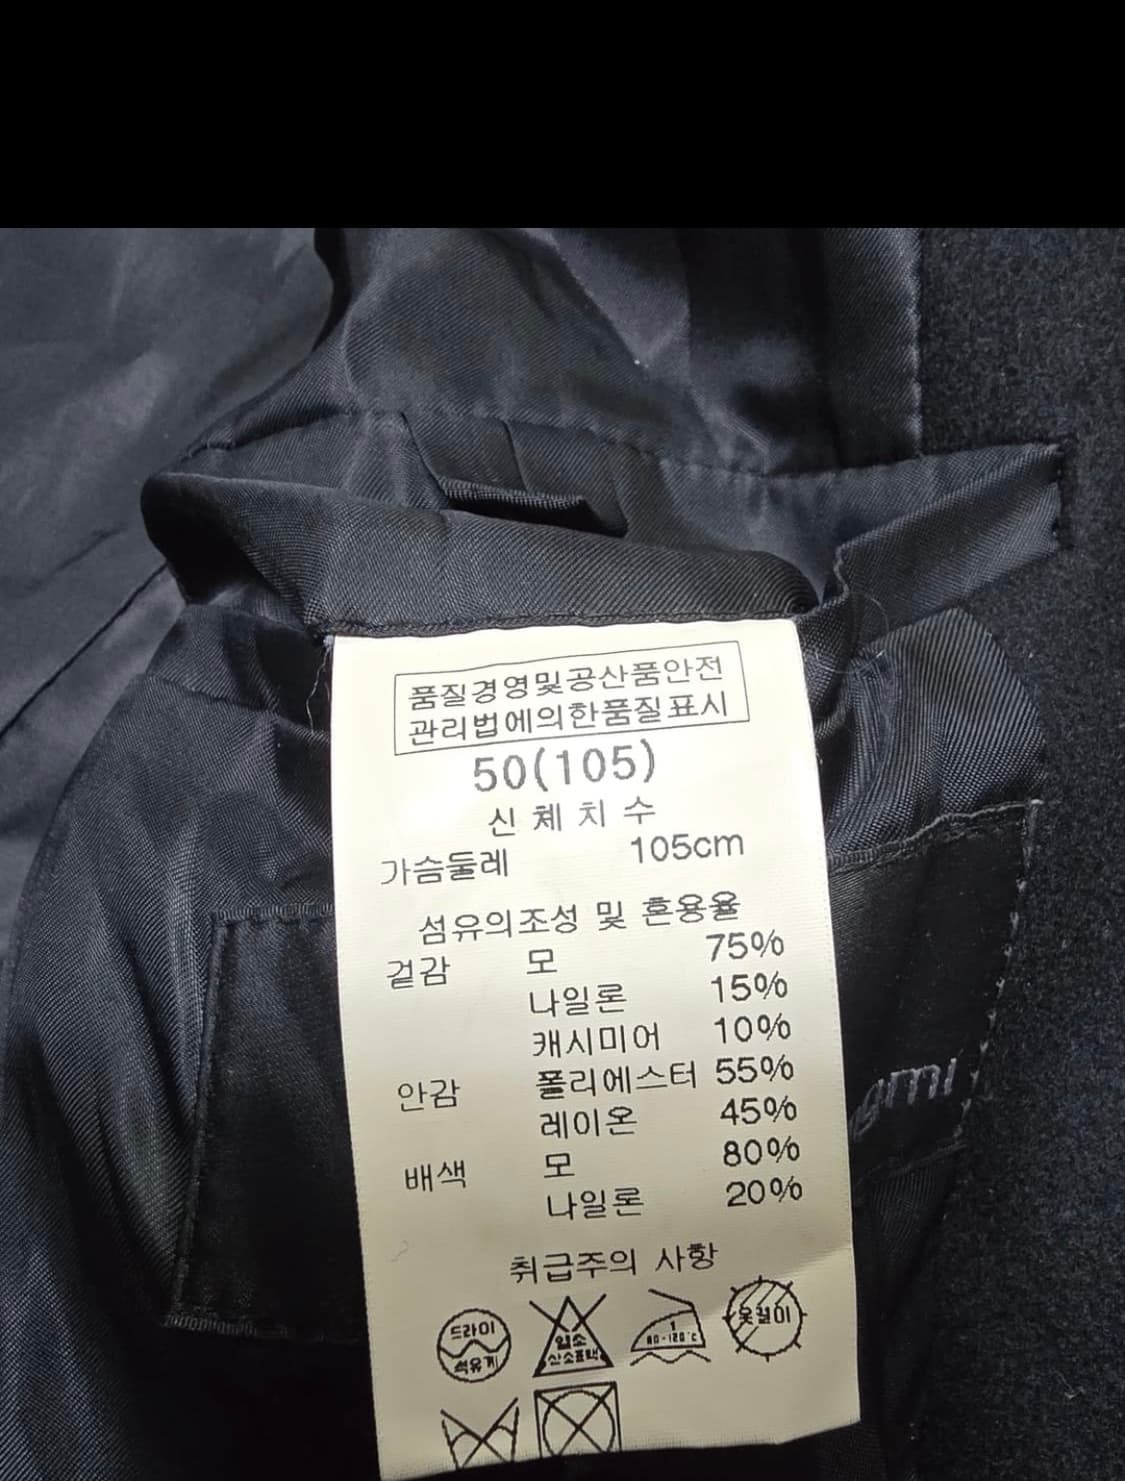 품질경영및공산품안전
관리법에의한품질표시
50(105)
신체치수
가슴둘레 105cm
섬유의조성 및 혼용율
겉감 모 75%
나일론 15%
캐시미어 10%
안감 폴리에스터 55%
레이온 45%
배색 모 80%
나일론 20%
취급주의 사항
드라이
석유계
염소
산소표백
1
80-120℃
옷걸이